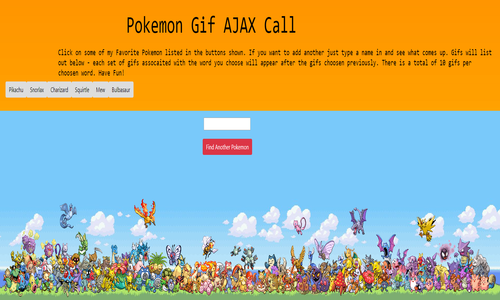 Pokemon Gif AJAX Call
Click on some of my Favorite Pokemon listed in the buttons shown. If you want to add another just type a name in and see what comes up. Gifs will list
out below - each set of gifs assocaited with the word you choose will appear after the gifs choosen previously. There is a total of 10 gifs per
choosen word. Have Fun!
Pikachu Snorlax Charizard Squirtle Mew Bulbasaur
Find Another Pokemon